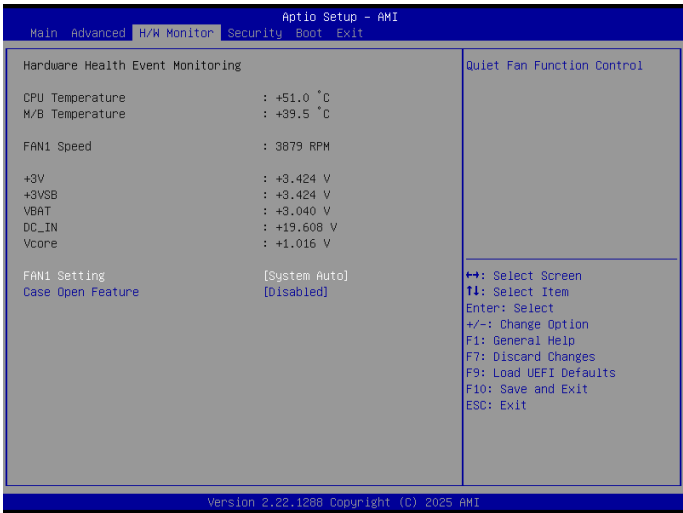 Aptio Setup - AMI
Main Advanced H/W Monitor Security Boot Exit
Hardware Health Event Monitoring
CPU Temperature : +51.0 °C
M/B Temperature : +39.5 °C
FAN1 Speed : 3879 RPM
+3V : +3.424 V
+3VSB : +3.424 V
VBAT : +3.040 V
DC_IN : +19.608 V
Vcore : +1.016 V
FAN1 Setting [System Auto]
Case Open Feature [Disabled]
Quiet Fan Function Control
↔: Select Screen
↑↓: Select Item
Enter: Select
+/-: Change Option
F1: General Help
F7: Discard Changes
F9: Load UEFI Defaults
F10: Save and Exit
ESC: Exit
Version 2.22.1288 Copyright (C) 2025 AMI